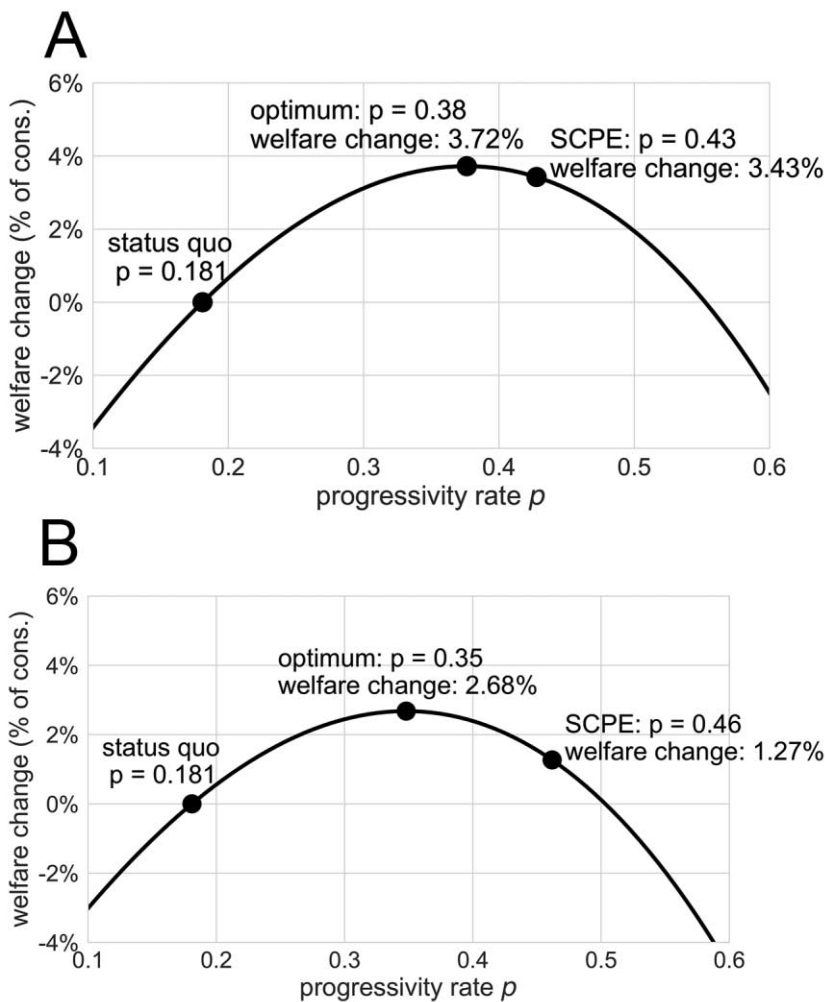 A
6%
optimum: p = 0.38
welfare change: 3.72%
SCPE: p = 0.43
welfare change: 3.43%
4%
status quo
p = 0.181
2%
0%
-2%
-4%
welfare change (% of cons.)
0.1 0.2 0.3 0.4 0.5 0.6
progressivity rate p
B
6%
4%
optimum: p = 0.35
welfare change: 2.68%
SCPE: p = 0.46
welfare change: 1.27%
2%
status quo
p = 0.181
0%
-2%
-4%
welfare change (% of cons.)
0.1 0.2 0.3 0.4 0.5 0.6
progressivity rate p